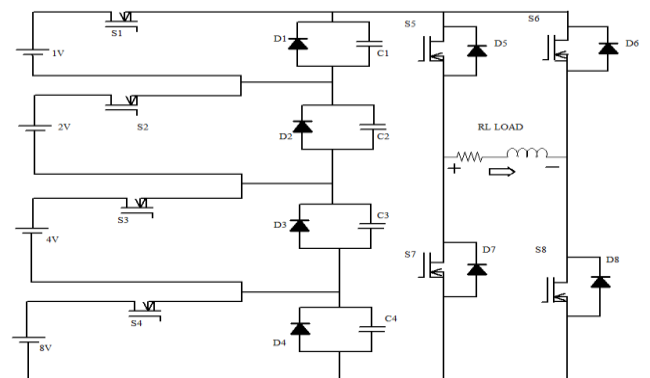 S1
S5
S6
D1
C1
D5
D6
1V
2V
S2
D2
C2
RL LOAD
+
−
S3
4V
D3
C3
S7
D7
S8
D8
S4
8V
D4
C4